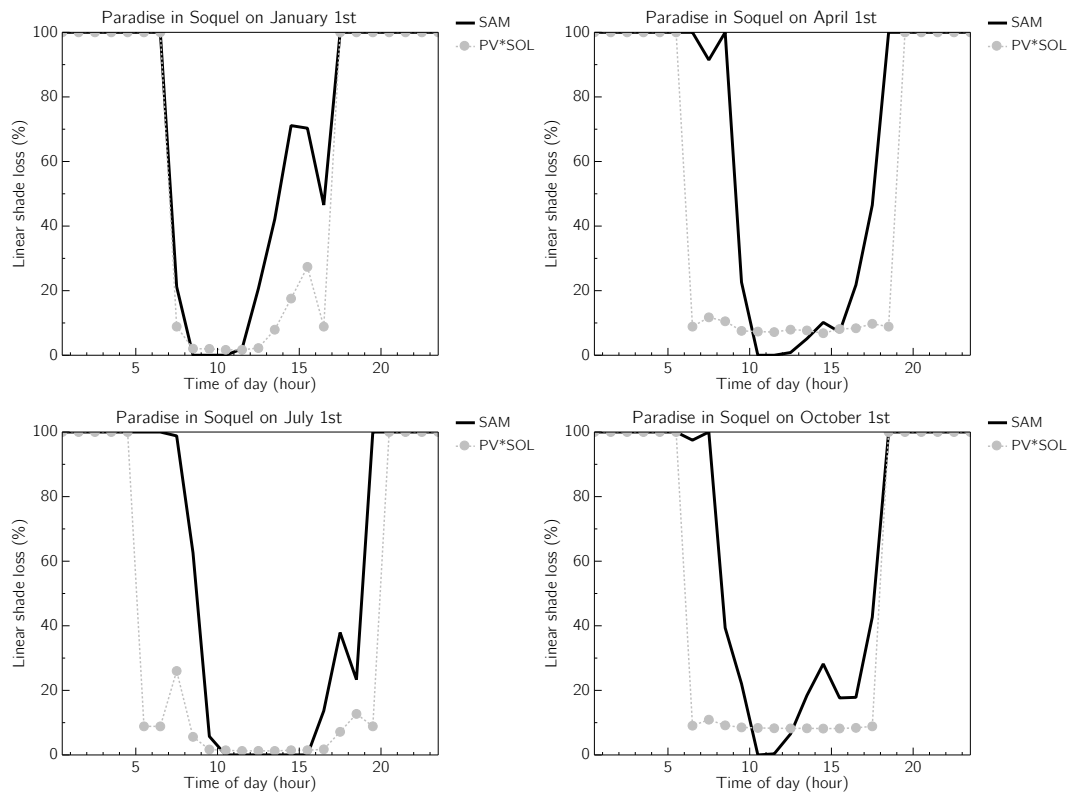 Paradise in Soquel on January 1st
SAM
PV*SOL
Linear shade loss (%)
100
80
60
40
20
0
5 10 15 20
Time of day (hour)
Paradise in Soquel on April 1st
SAM
PV*SOL
Linear shade loss (%)
100
80
60
40
20
0
5 10 15 20
Time of day (hour)
Paradise in Soquel on July 1st
SAM
PV*SOL
Linear shade loss (%)
100
80
60
40
20
0
5 10 15 20
Time of day (hour)
Paradise in Soquel on October 1st
SAM
PV*SOL
Linear shade loss (%)
100
80
60
40
20
0
5 10 15 20
Time of day (hour)